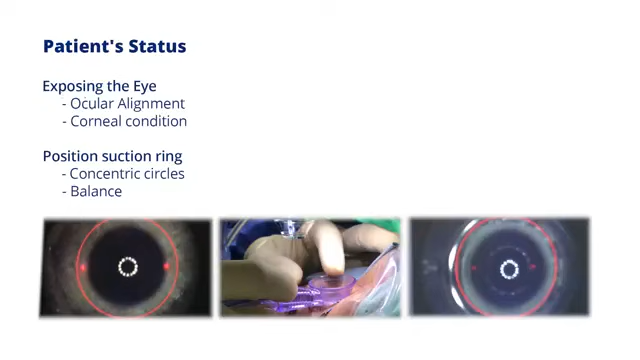 Patient's Status
Exposing the Eye
- Ocular Alignment
- Corneal condition
Position suction ring
- Concentric circles
- Balance